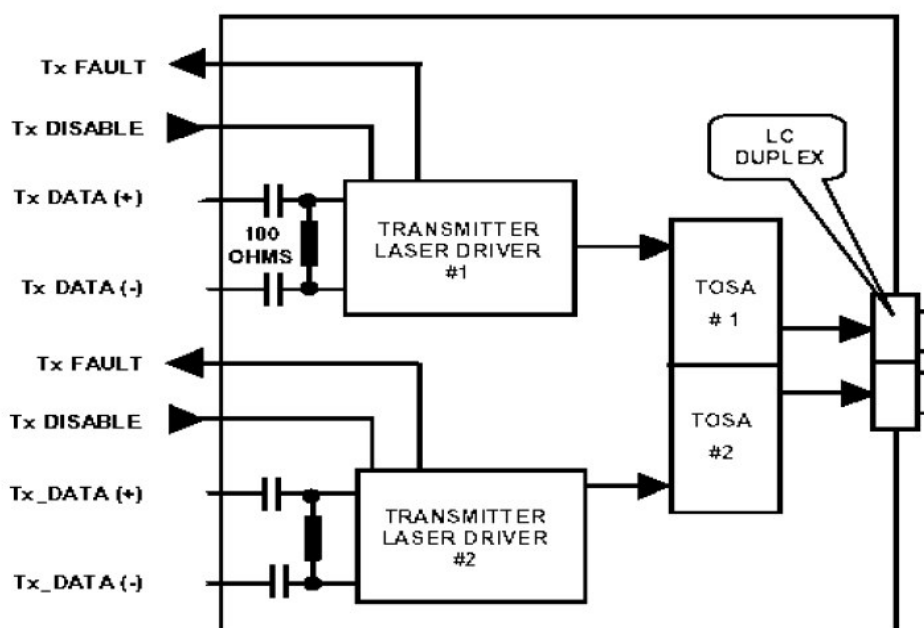 Tx FAULT
Tx DISABLE
LC
DUPLEX
Tx DATA (+)
100
OHMS
TRANSMITTER
LASER DRIVER
#1
Tx DATA (-)
TOSA
# 1
Tx FAULT
Tx DISABLE
TOSA
#2
Tx_DATA (+)
TRANSMITTER
LASER DRIVER
#2
Tx_DATA (-)